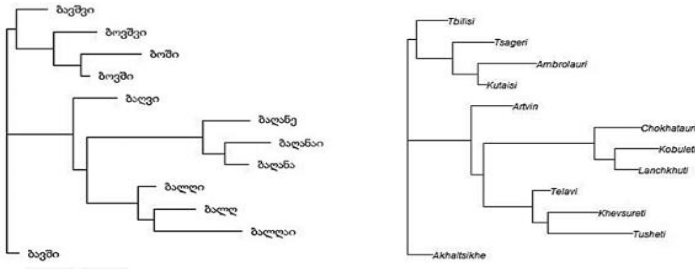 ბავშვი
ბოვშვი
ბოში
ბოვში
ბაღვი
ბაღანე
ბაღანაი
ბაღანა
ბალღი
ბალღ
ბალღაი
ბავში
Tbilisi
Tsageri
Ambrolauri
Kutaisi
Artvin
Chokhatauri
Kobuleti
Lanchkhuti
Telavi
Khevsureti
Tusheti
Akhaltsikhe